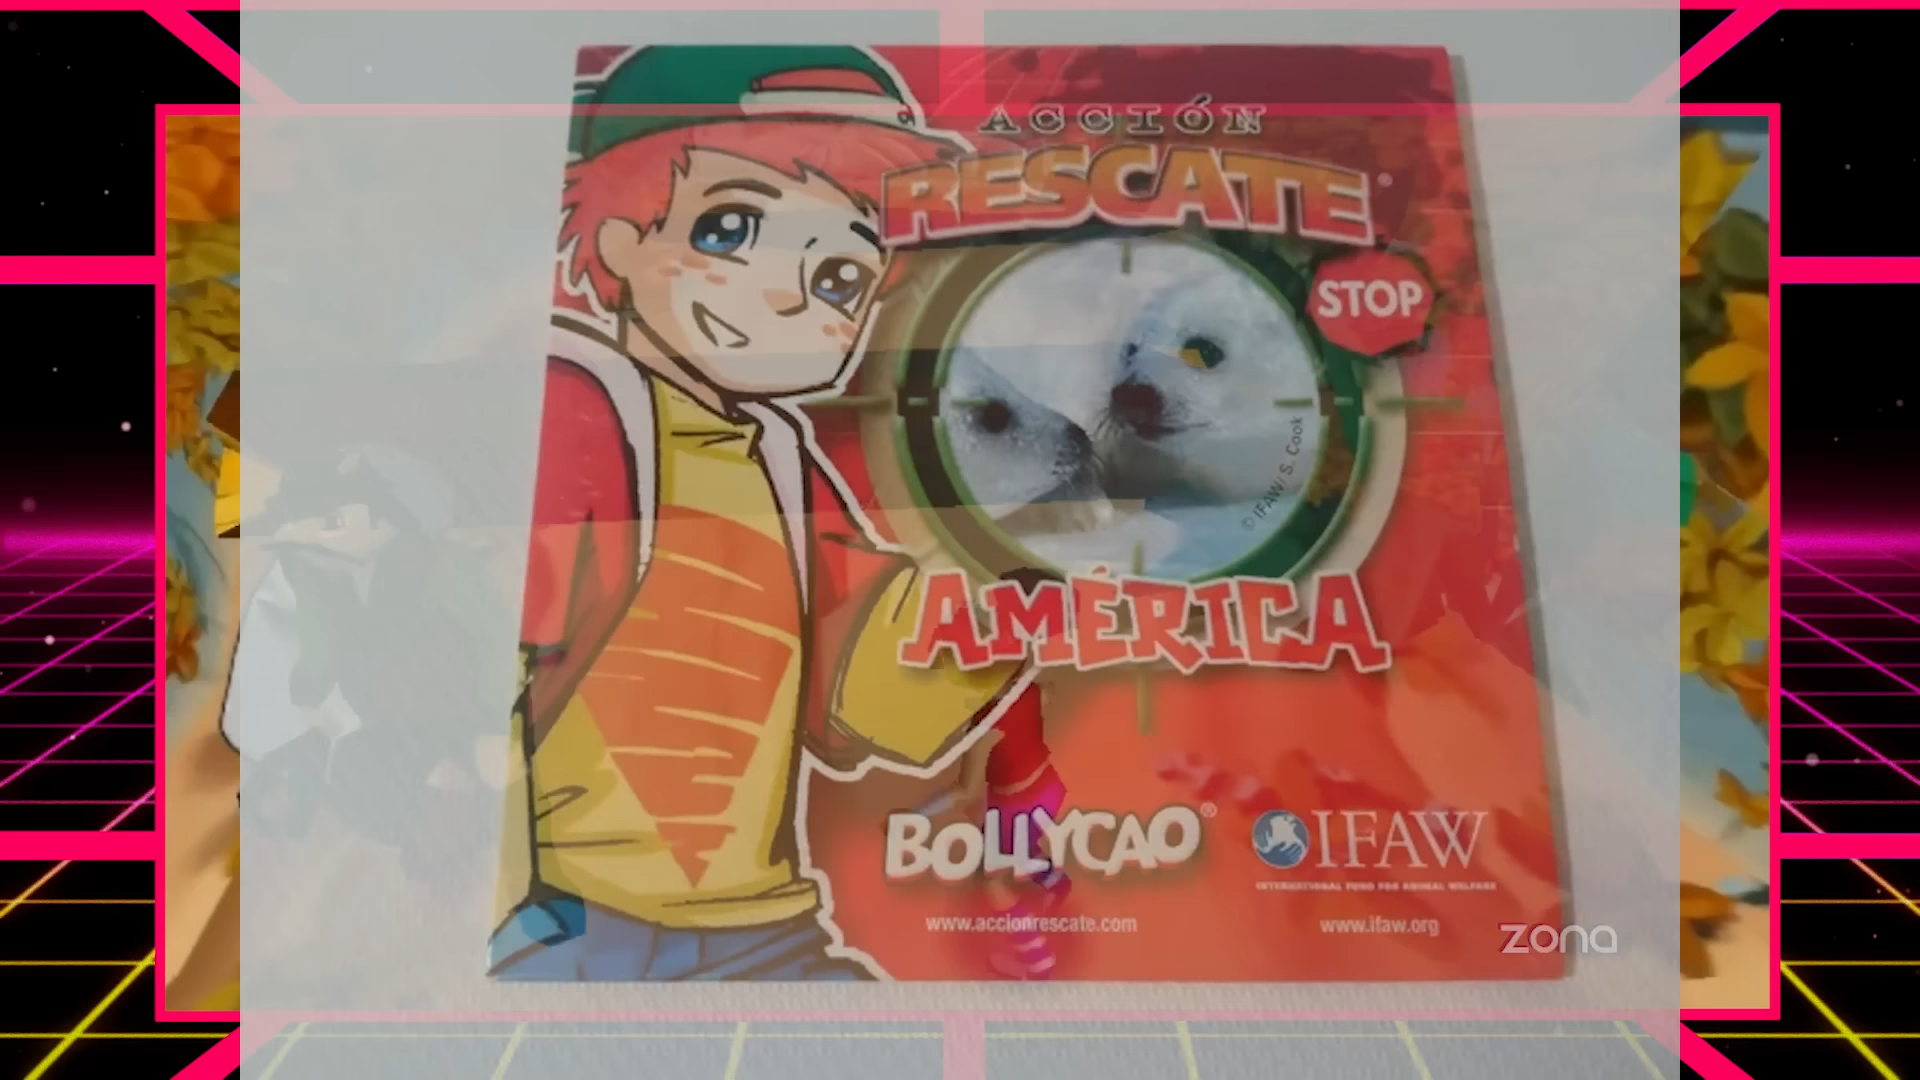 ACCIÓN
RESCATE®
STOP
© IFAW/ S. Cook
AMÉRICA
BOLLYCAO®
IFAW
INTERNATIONAL FUND FOR ANIMAL WELFARE
www.accionrescate.com
www.ifaw.org
zona